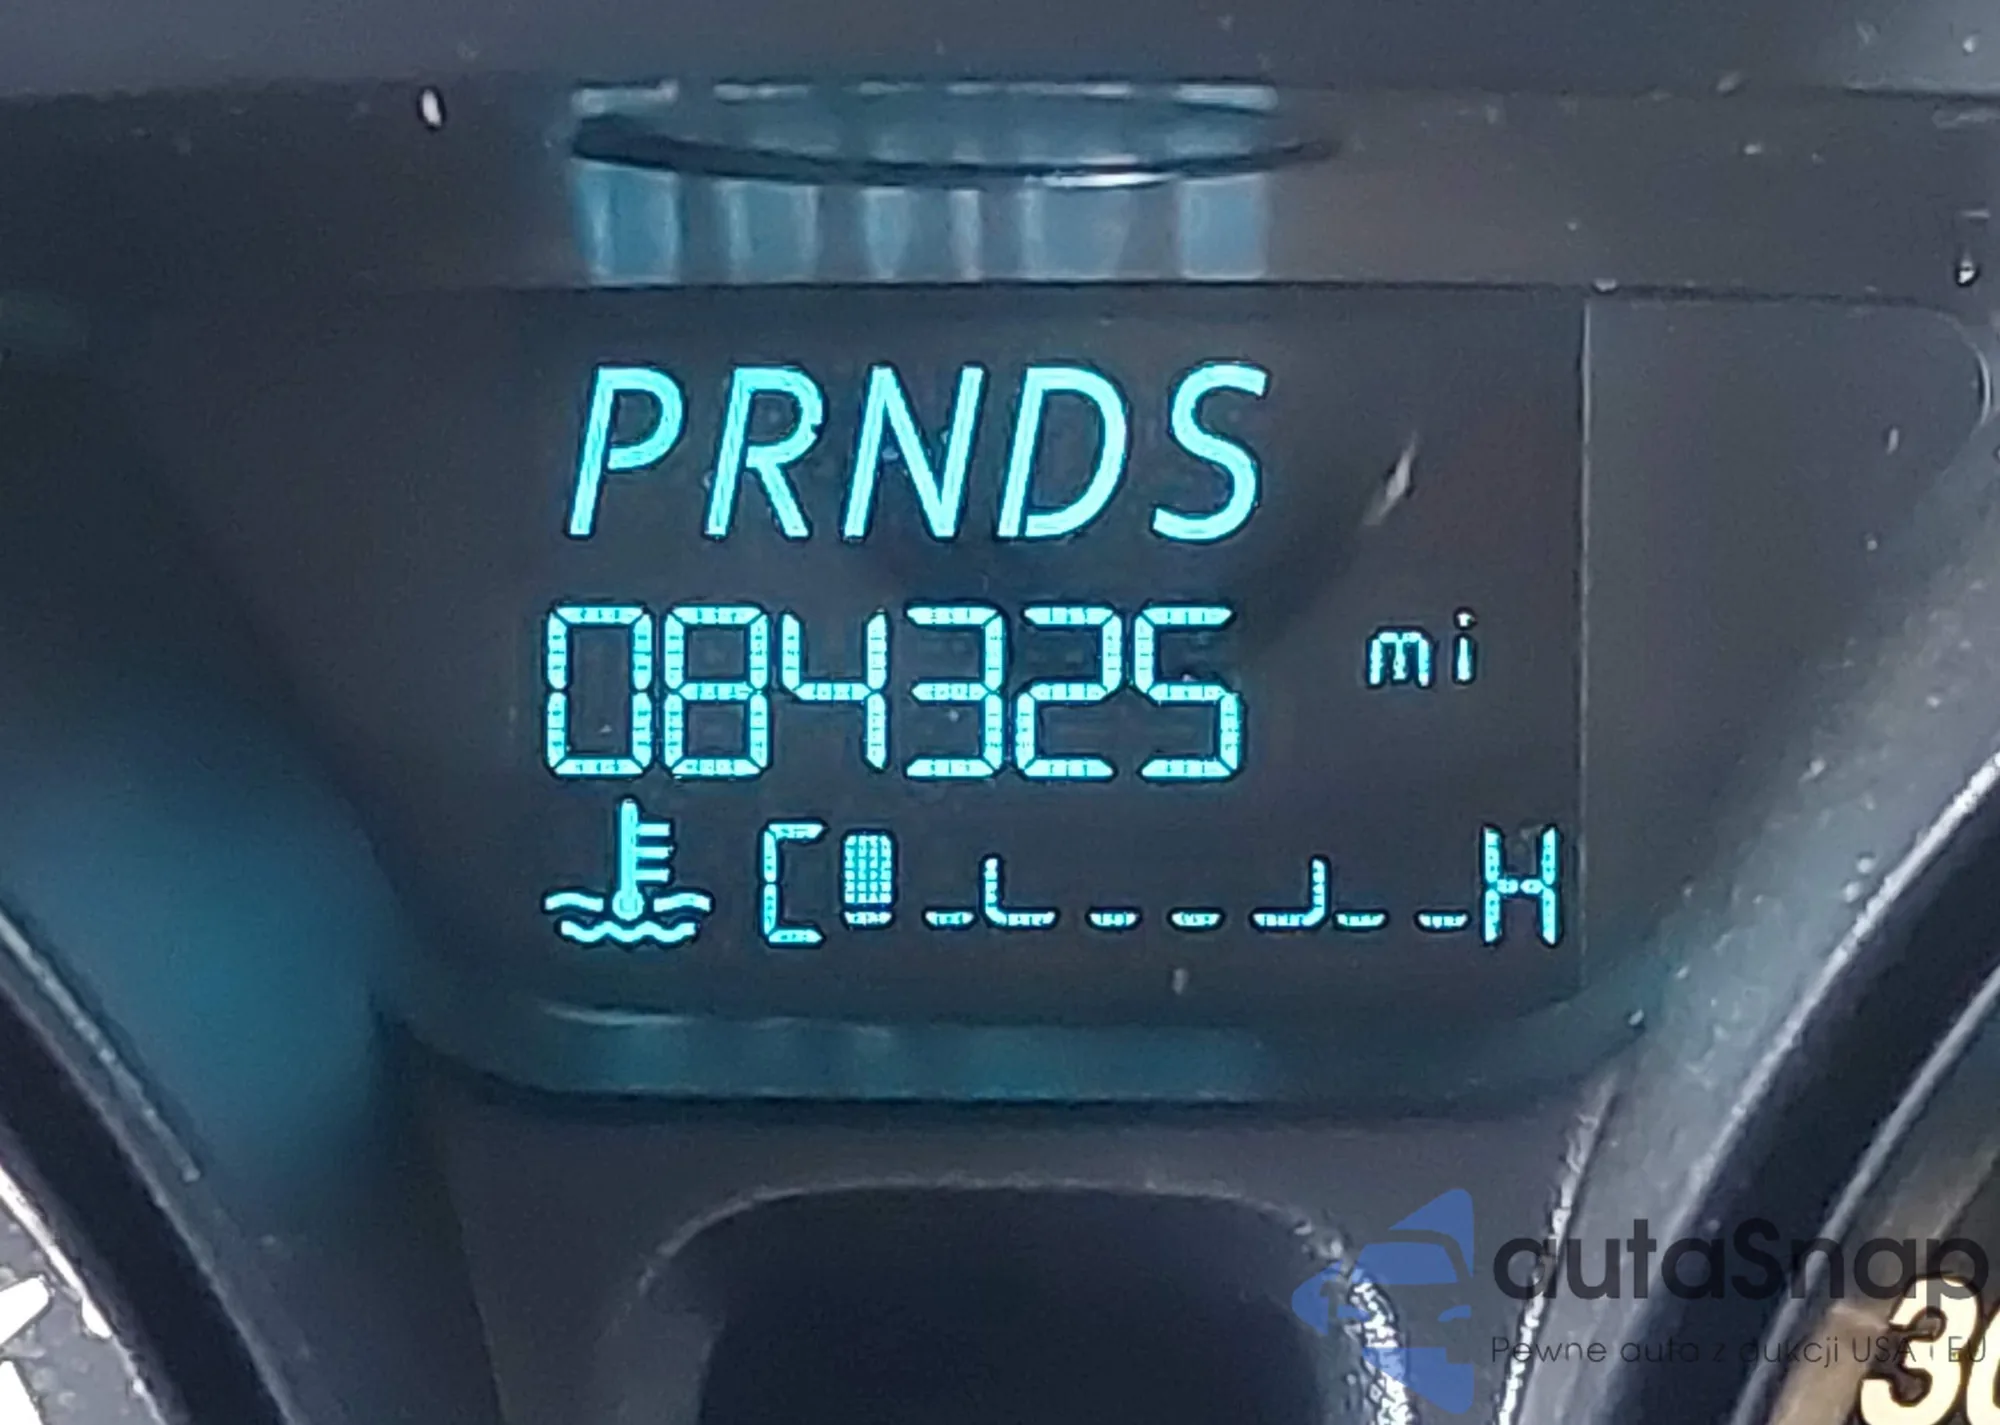 PRNDS
084325 mi
C H
autaSnap
Pewne auta z aukcji USA i EU